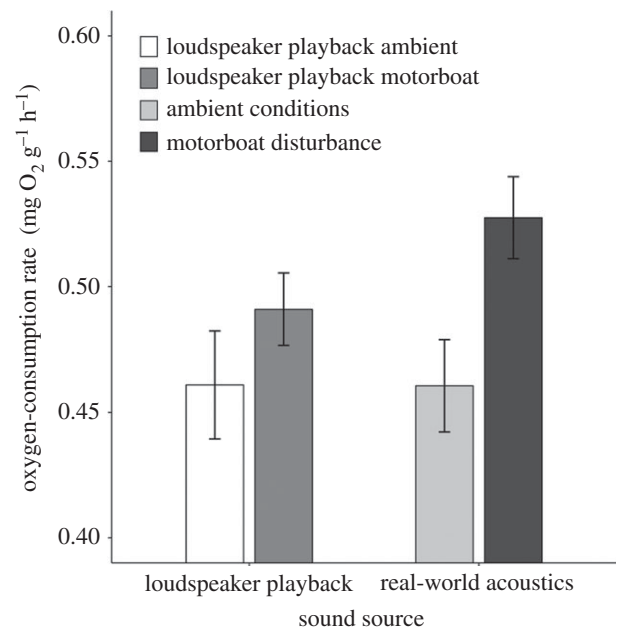 0.60
0.55
0.50
0.45
0.40
oxygen-consumption rate (mg O₂ g⁻¹ h⁻¹)
loudspeaker playback ambient
loudspeaker playback motorboat
ambient conditions
motorboat disturbance
loudspeaker playback
real-world acoustics
sound source